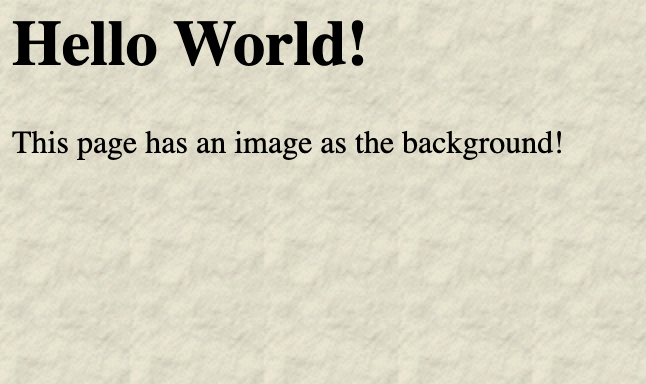 Hello World!
This page has an image as the background!